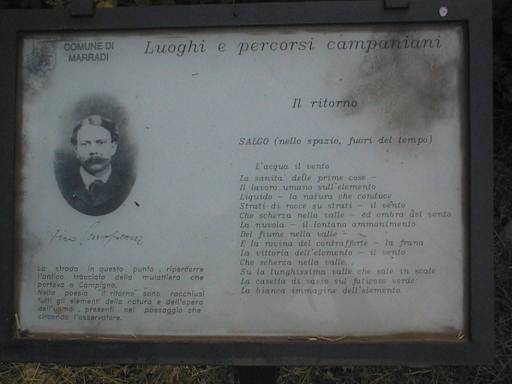 COMUNE DI
MARRADI
Luoghi e percorsi campaniani
Il ritorno
SALGO (nello spazio, fuori del tempo)
L'acqua il vento
La sanità delle prime cose -
Il lavoro umano sull'elemento
Liquido - la natura che conduce
Strati di rocce su strati - il vento
Che scherza nella valle - ed ombra del vento
La nuvola - il lontano ammonimento
Del fiume nella valle -
E la rovina del contrafforte - la frana
La vittoria dell'elemento - il vento
Che scherza nella valle.
Su la lunghissima valle che sale in scale
La casetta di sasso sul faticoso verde
La bianca immagine dell'elemento.
Dino Campana
La strada in questo punto, ripercorre
l'antico tracciato della mulattiera che
portava a Campigno.
Nella poesia "Il ritorno" sono racchiusi
tutti gli elementi della natura e dell'opera
dell'uomo, presenti nel paesaggio che
circonda l'osservatore.